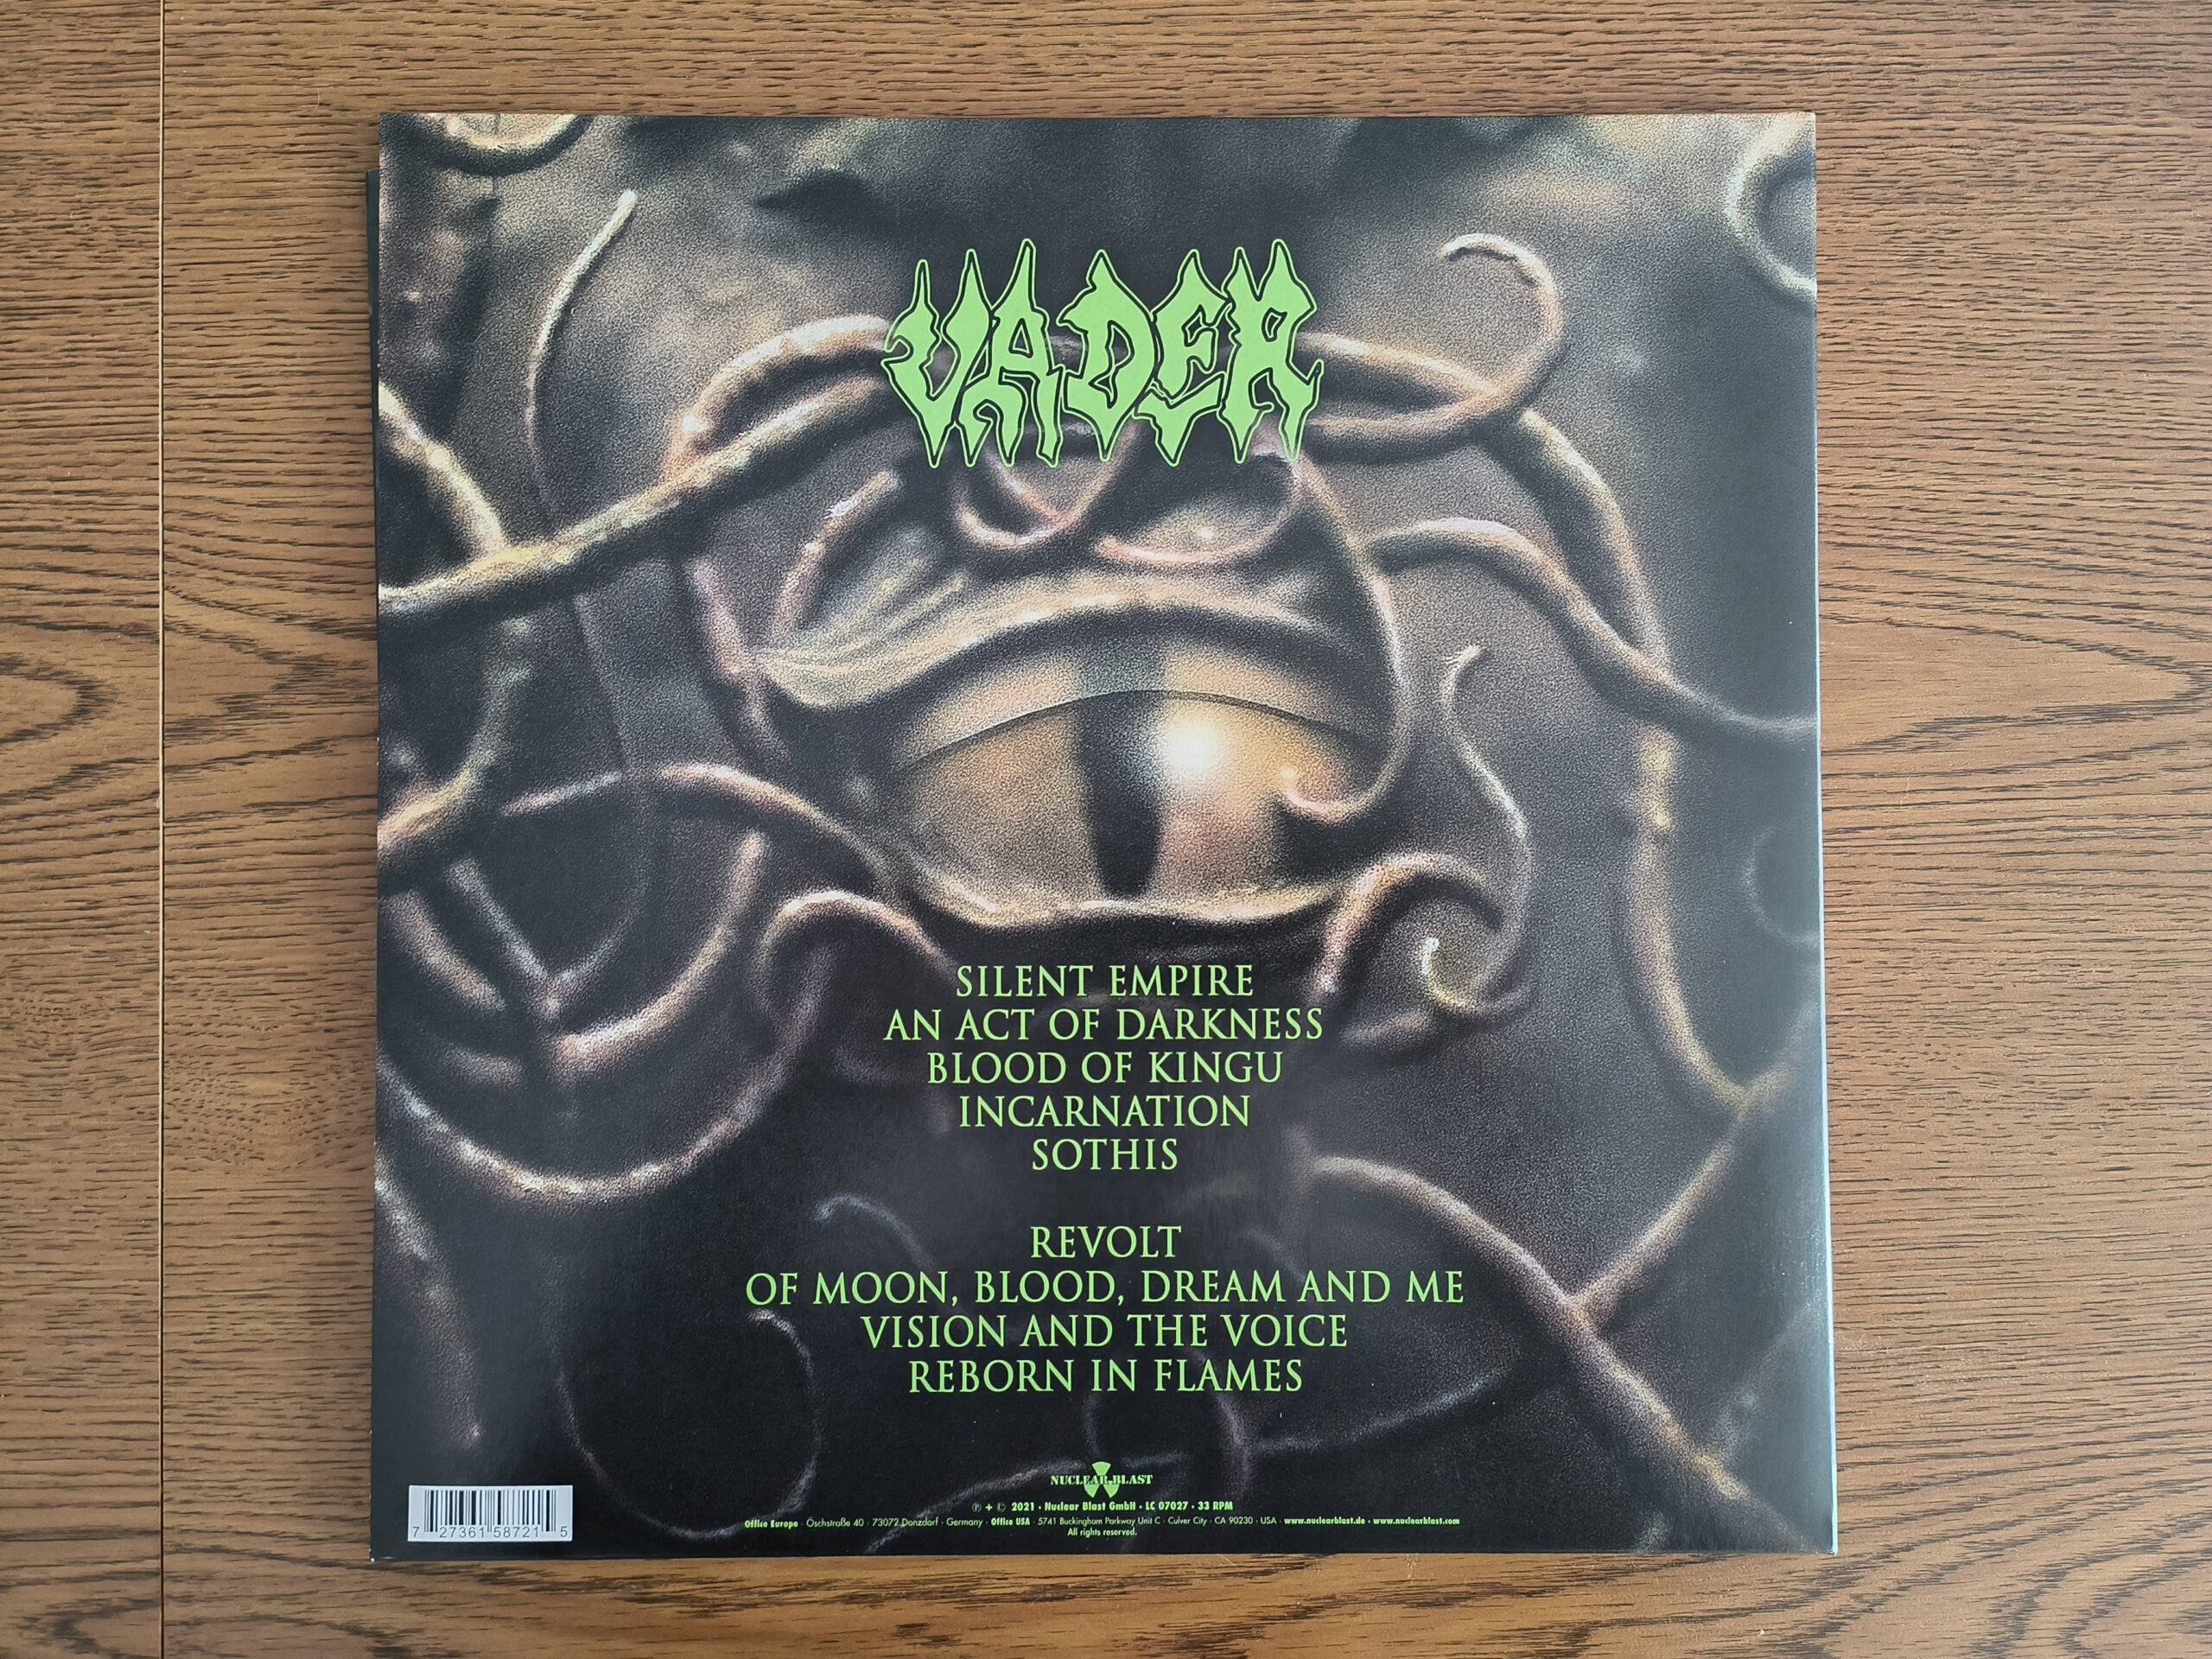 VADER
SILENT EMPIRE
AN ACT OF DARKNESS
BLOOD OF KINGU
INCARNATION
SOTHIS
REVOLT
OF MOON, BLOOD, DREAM AND ME
VISION AND THE VOICE
REBORN IN FLAMES
NUCLEAR BLAST
℗ + © 2021 · Nuclear Blast GmbH · LC 07027 · 33 RPM
Office Europe · Öschstraße 40 · 73072 Donzdorf · Germany · Office USA · 5741 Buckingham Parkway Unit C · Culver City · CA 90230 · USA · www.nuclearblast.de · www.nuclearblast.com
All rights reserved.
7 27361 58721 5